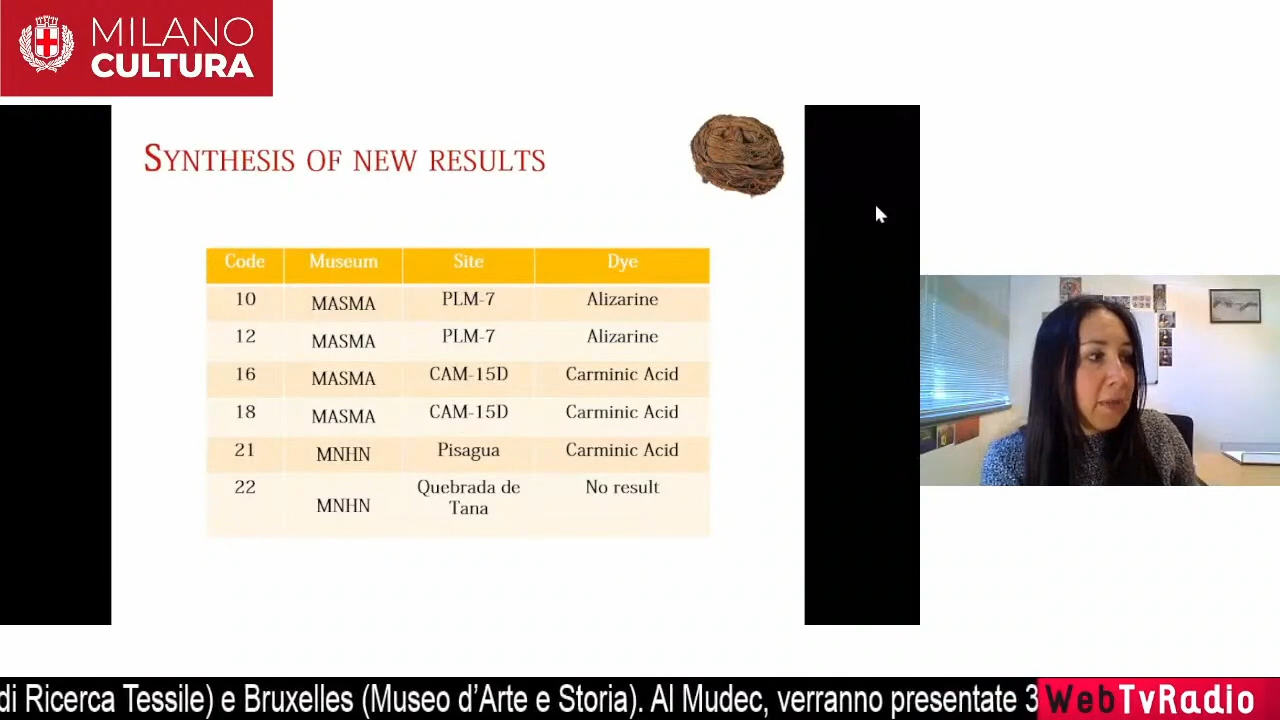 MILANO
CULTURA
SYNTHESIS OF NEW RESULTS
Code Museum Site Dye
10 MASMA PLM-7 Alizarine
12 MASMA PLM-7 Alizarine
16 MASMA CAM-15D Carminic Acid
18 MASMA CAM-15D Carminic Acid
21 MNHN Pisagua Carminic Acid
22 MNHN Quebrada de Tana No result
di Ricerca Tessile) e Bruxelles (Museo d’Arte e Storia). Al Mudec, verranno presentate 3
WebTvRadio